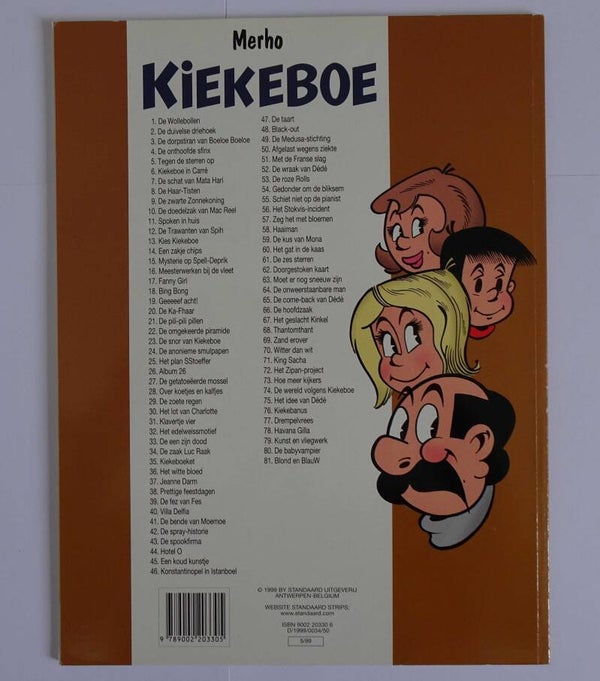 Merho
KiEKEBOE
1. De Wollebollen
2. De duivelse driehoek
3. De dorpstiran van Boeloe Boeloe
4. De onthoofde sfinx
5. Tegen de sterren op
6. Kiekeboe in Carré
7. De schat van Mata Hari
8. De Haar-Tisten
9. De zwarte Zonnekoning
10. De doedelzak van Mac Reel
11. Spoken in huis
12. De Trawanten van Spih
13. Kies Kiekeboe
14. Een zakje chips
15. Mysterie op Spell-Deprik
16. Meesterwerken bij de vleet
17. Fanny Girl
18. Bing Bong
19. Geeeeef acht!
20. De Ka-Fhaar
21. De pili-pili pillen
22. De omgekeerde piramide
23. De snor van Kiekeboe
24. De anonieme smulpapen
25. Het plan SStoeffer
26. Album 26
27. De getatoeëerde mossel
28. Over koetjes en kalfjes
29. De zoete regen
30. Het lot van Charlotte
31. Klavertje vier
32. Het edelweissmotief
33. De een zijn dood
34. De zaak Luc Raak
35. Kiekeboeket
36. Het witte bloed
37. Jeanne Darm
38. Prettige feestdagen
39. De fez van Fes
40. Villa Delfia
41. De bende van Moemoe
42. De spray-historie
43. De spookfirma
44. Hotel O
45. Een koud kunstje
46. Konstantinopel in Istanboel
47. De taart
48. Black-out
49. De Medusa-stichting
50. Afgelast wegens ziekte
51. Met de Franse slag
52. De wraak van Dédé
53. De roze Rolls
54. Gedonder om de bliksem
55. Schiet niet op de pianist
56. Het Stokvis-incident
57. Zeg het met bloemen
58. Haaiman
59. De kus van Mona
60. Het gat in de kaas
61. De zes sterren
62. Doorgestoken kaart
63. Moet er nog sneeuw zijn
64. De onweerstaanbare man
65. De come-back van Dédé
66. De hoofdzaak
67. Het geslacht Kinkel
68. Thantomthant
69. Zand erover
70. Witter dan wit
71. King Sacha
72. Het Zipan-project
73. Hoe meer kijkers
74. De wereld volgens Kiekeboe
75. Het idee van Dédé
76. Kiekebanus
77. Drempelvrees
78. Havana Gilla
79. Kunst en vliegwerk
80. De babyvampier
81. Blond en BlauW
© 1999 BY STANDAARD UITGEVERIJ
ANTWERPEN-BELGIUM
WEBSITE STANDAARD STRIPS:
www.standaard.com
ISBN 9002 20330 6
D/1999/0034/50
5/99
9 789002 203305